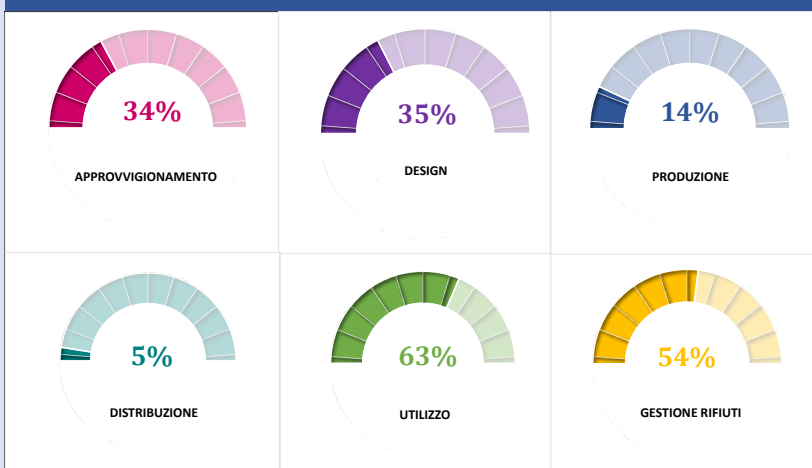 34%
APPROVVIGIONAMENTO
35%
DESIGN
14%
PRODUZIONE
5%
DISTRIBUZIONE
63%
UTILIZZO
54%
GESTIONE RIFIUTI